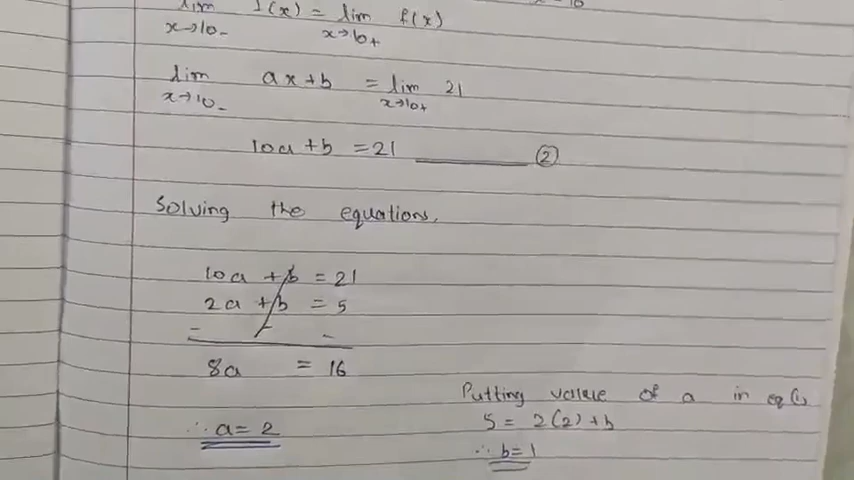 lim f(x) = lim f(x)
x→10- x→10+
lim ax+b = lim 21
x→10- x→10+
10a + b = 21 ②
Solving the equations,
10a + b = 21
2a + b = 5
- - -
8a = 16
∴ a = 2
Putting value of a in eq
5 = 2(2) + b
∴ b = 1